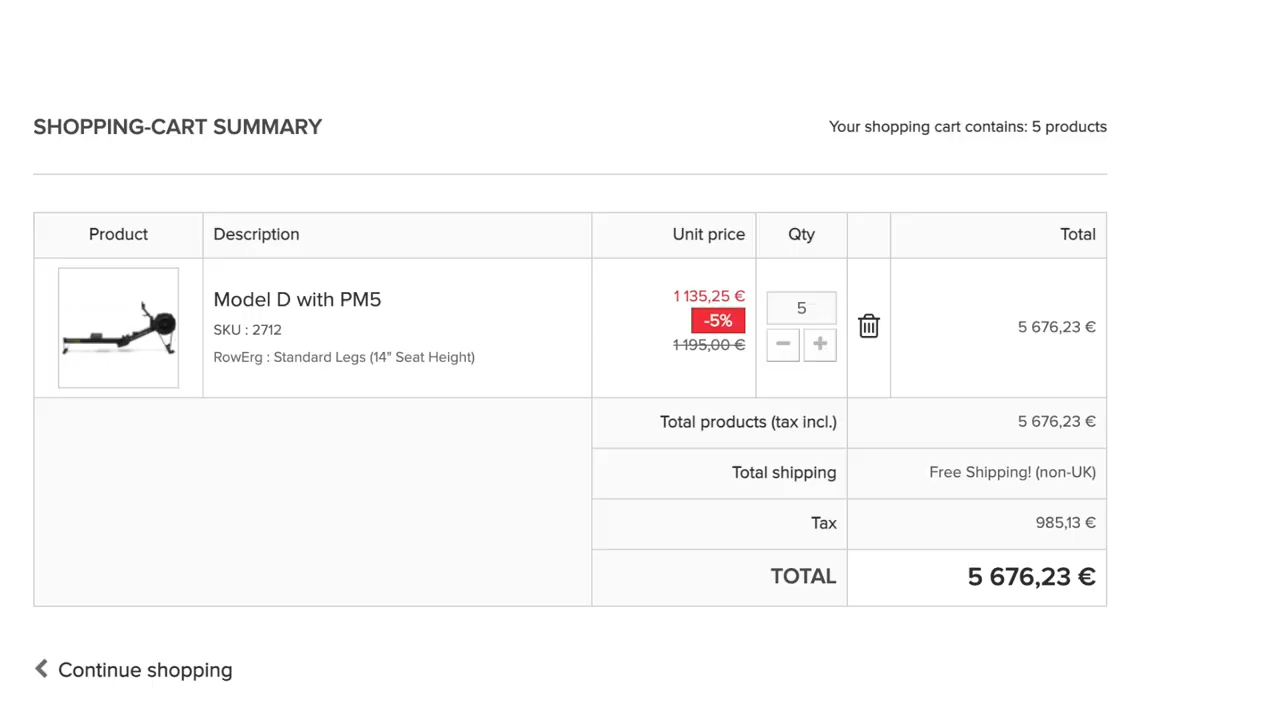 SHOPPING-CART SUMMARY
Your shopping cart contains: 5 products
Product Description Unit price Qty Total
Model D with PM5
SKU : 2712
RowErg : Standard Legs (14" Seat Height)
1 135,25 €
-5%
1 195,00 €
5
5 676,23 €
Total products (tax incl.) 5 676,23 €
Total shipping Free Shipping! (non-UK)
Tax 985,13 €
TOTAL 5 676,23 €
Continue shopping